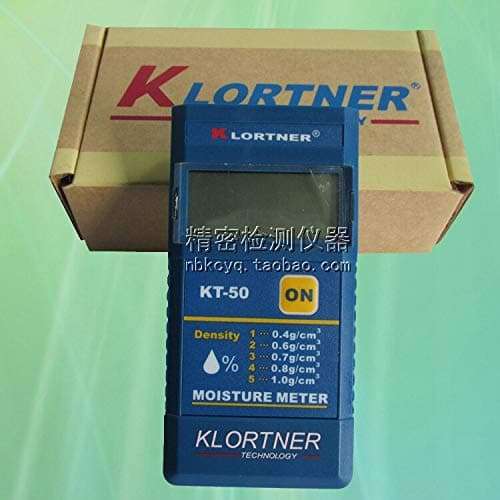 KLORTNER®
KLORTNER®
精密检测仪器
nbkcyq.taobao.com
KT-50
ON
Density
1 ··· 0.4g/cm³
2 ··· 0.6g/cm³
3 ··· 0.7g/cm³
4 ··· 0.8g/cm³
5 ··· 1.0g/cm³
%
MOISTURE METER
KLORTNER
TECHNOLOGY